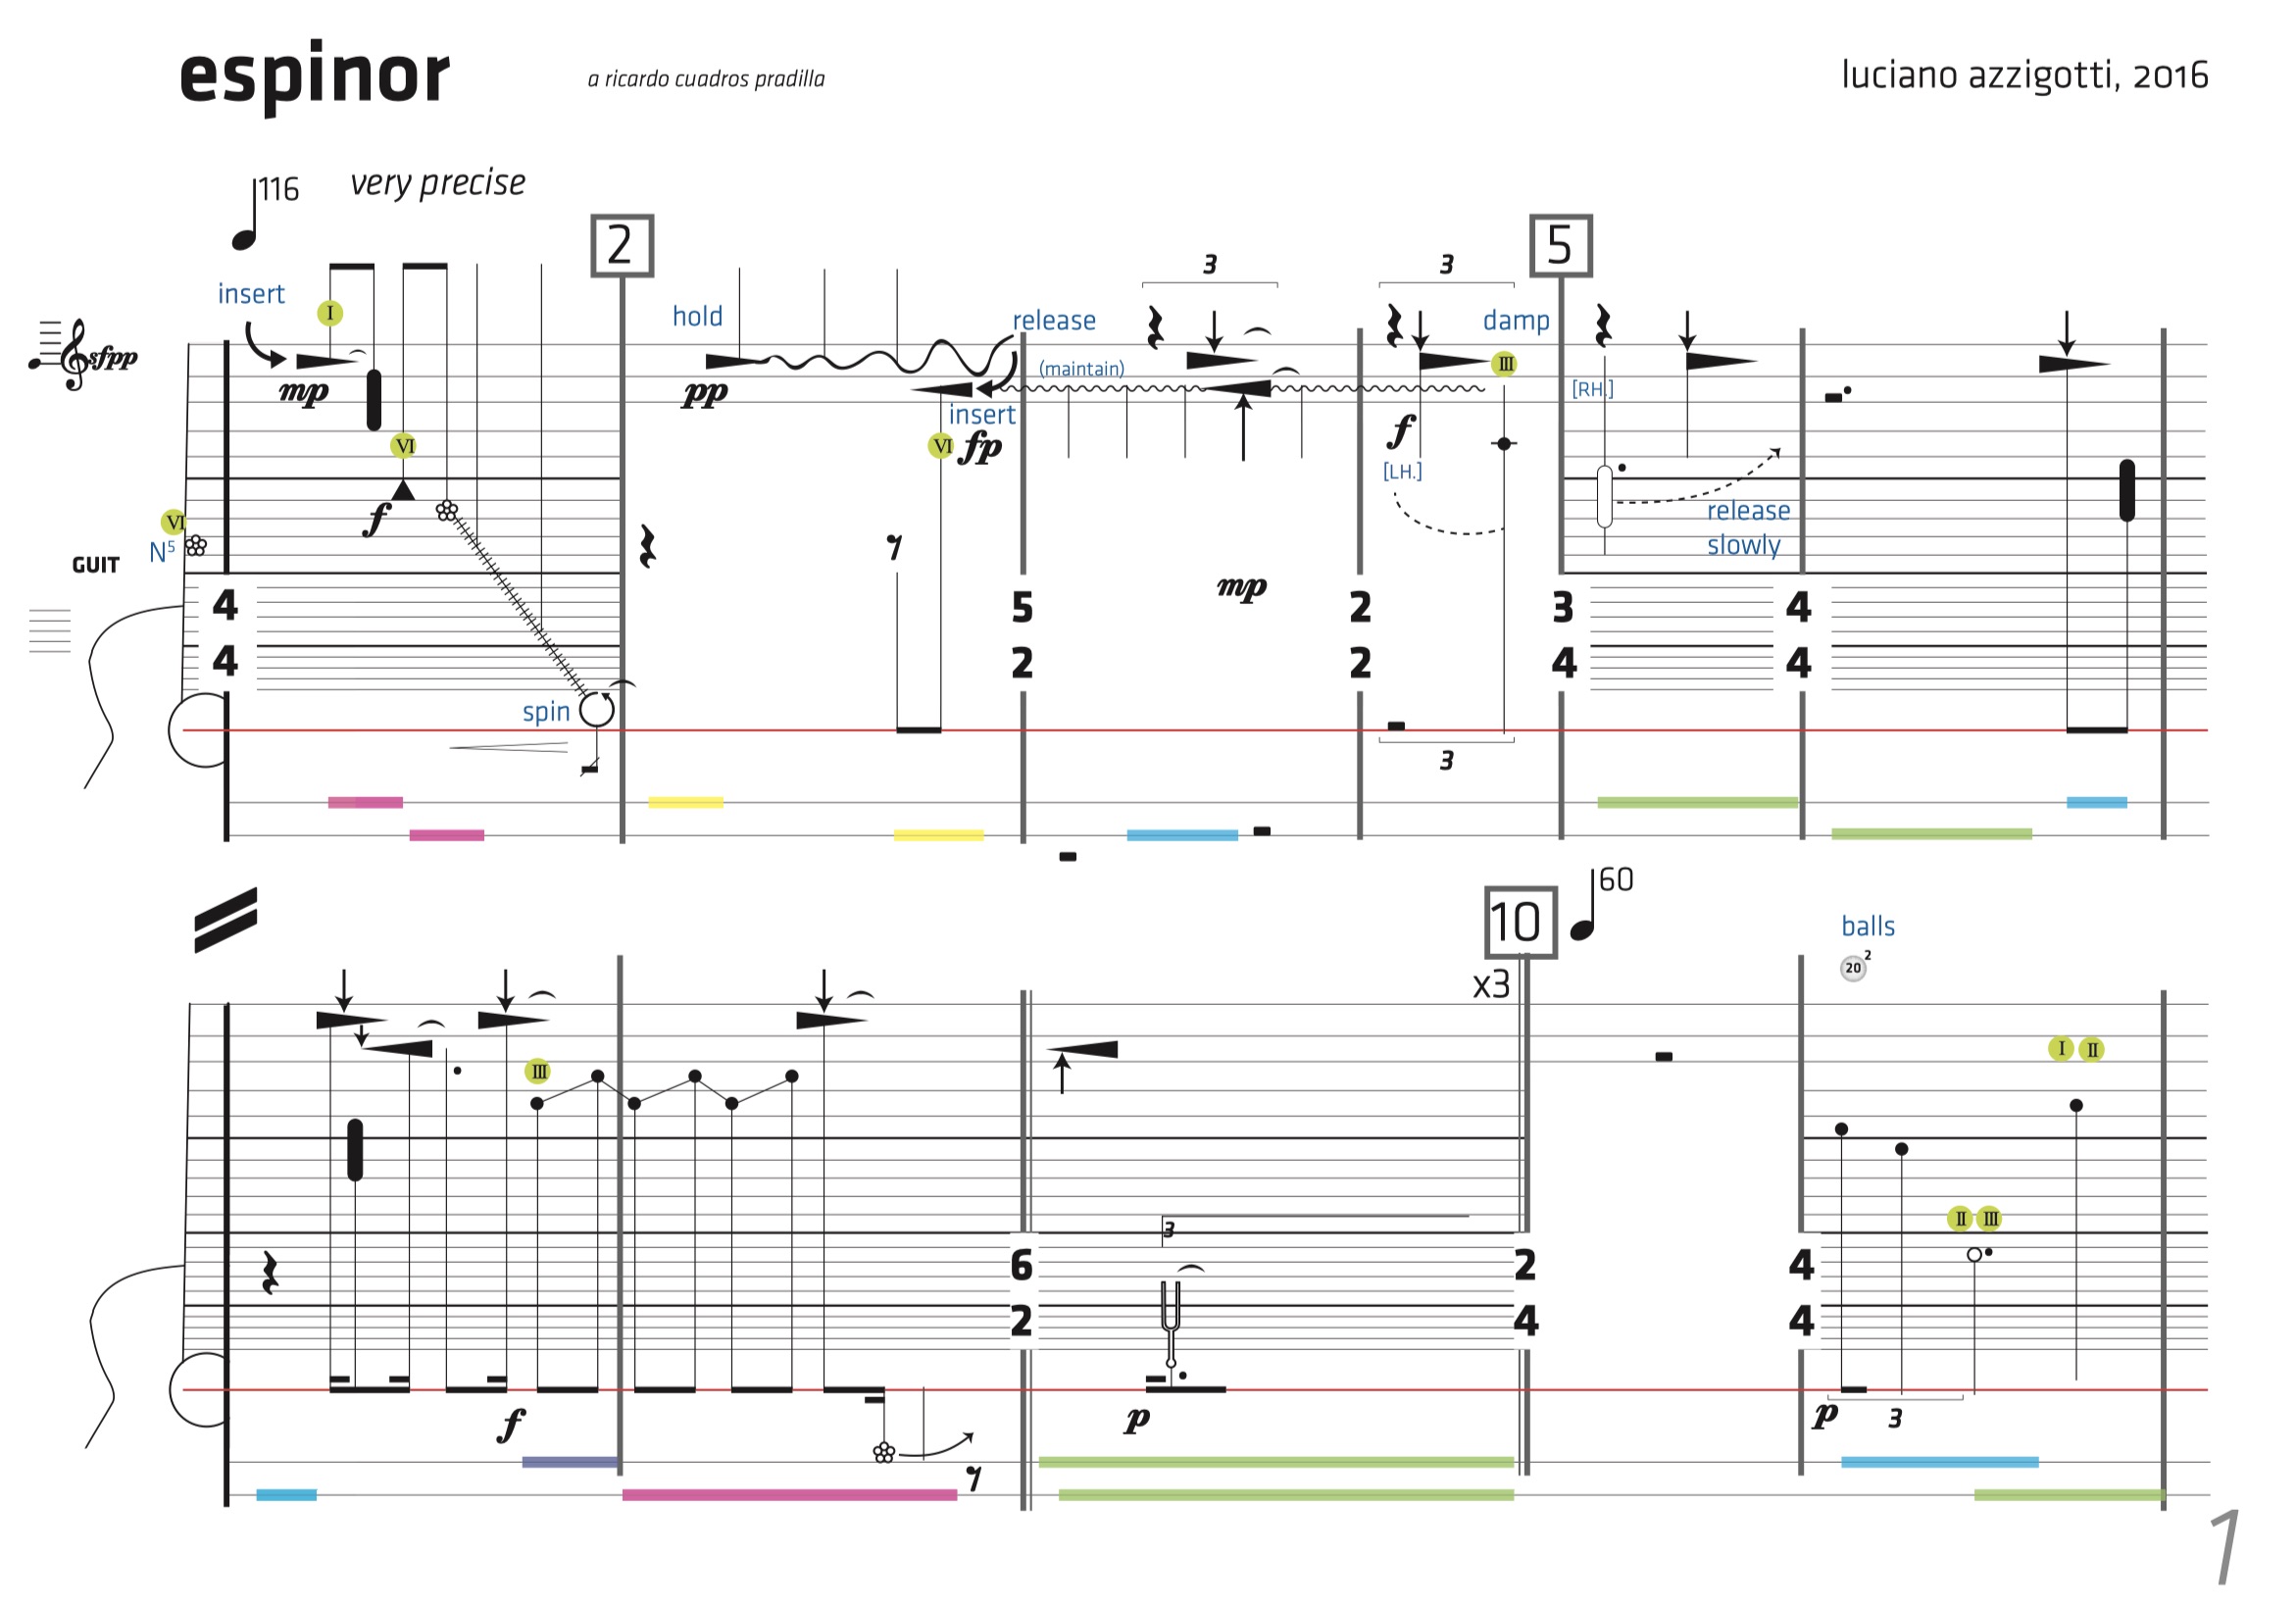 espinor
a ricardo cuadros pradilla
luciano azzigotti, 2016
116 very precise
2
5
insert
I
hold
release
3
3
damp
sfpp
mp
pp
(maintain)
III
[RH.]
insert
VI
VI fp
f
[LH.]
f
release
slowly
VI
N5
GUIT
mp
4 5 2 3 4
4 2 2 4 4
spin
3
10
60
x3
balls
20 2
I II
III
3
II III
6 2 4
2 4 4
f
p
p
3
1